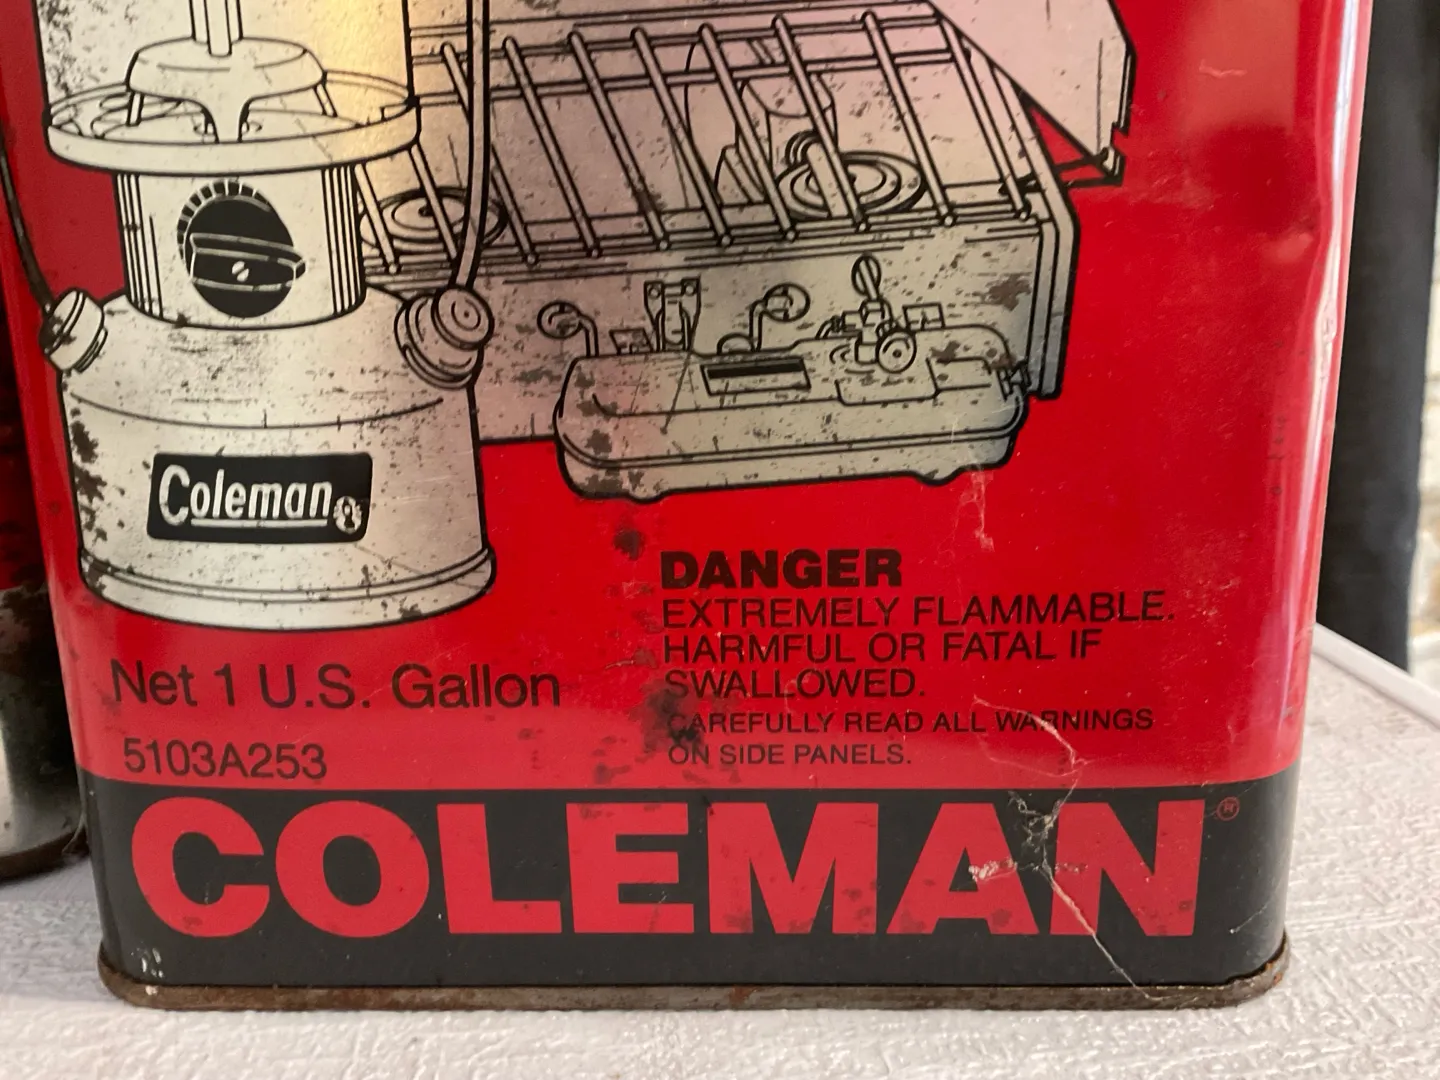 Coleman®
DANGER
EXTREMELY FLAMMABLE.
HARMFUL OR FATAL IF
SWALLOWED.
CAREFULLY READ ALL WARNINGS
ON SIDE PANELS.
Net 1 U.S. Gallon
5103A253
COLEMAN®